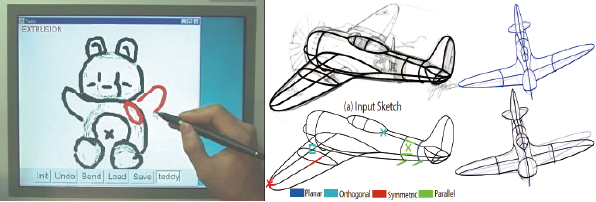 EXTRUSION
Init Undo Bend Load Save teddy
(a) Input Sketch
Planar Orthogonal Symmetric Parallel